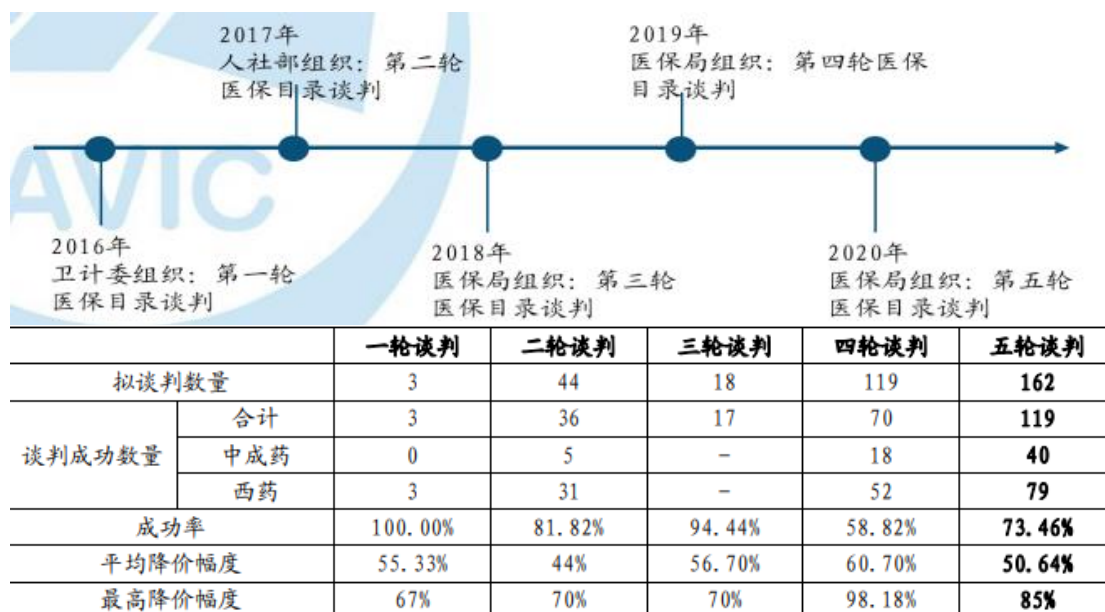 2017年
人社部组织：第二轮
医保目录谈判
2019年
医保局组织：第四轮医保
目录谈判
AVIC
2016年
卫计委组织：第一轮
医保目录谈判
2018年
医保局组织：第三轮
医保目录谈判
2020年
医保局组织：第五轮
医保目录谈判
一轮谈判 二轮谈判 三轮谈判 四轮谈判 五轮谈判
拟谈判数量 3 44 18 119 162
谈判成功数量 合计 3 36 17 70 119
中成药 0 5 – 18 40
西药 3 31 – 52 79
成功率 100.00% 81.82% 94.44% 58.82% 73.46%
平均降价幅度 55.33% 44% 56.70% 60.70% 50.64%
最高降价幅度 67% 70% 70% 98.18% 85%